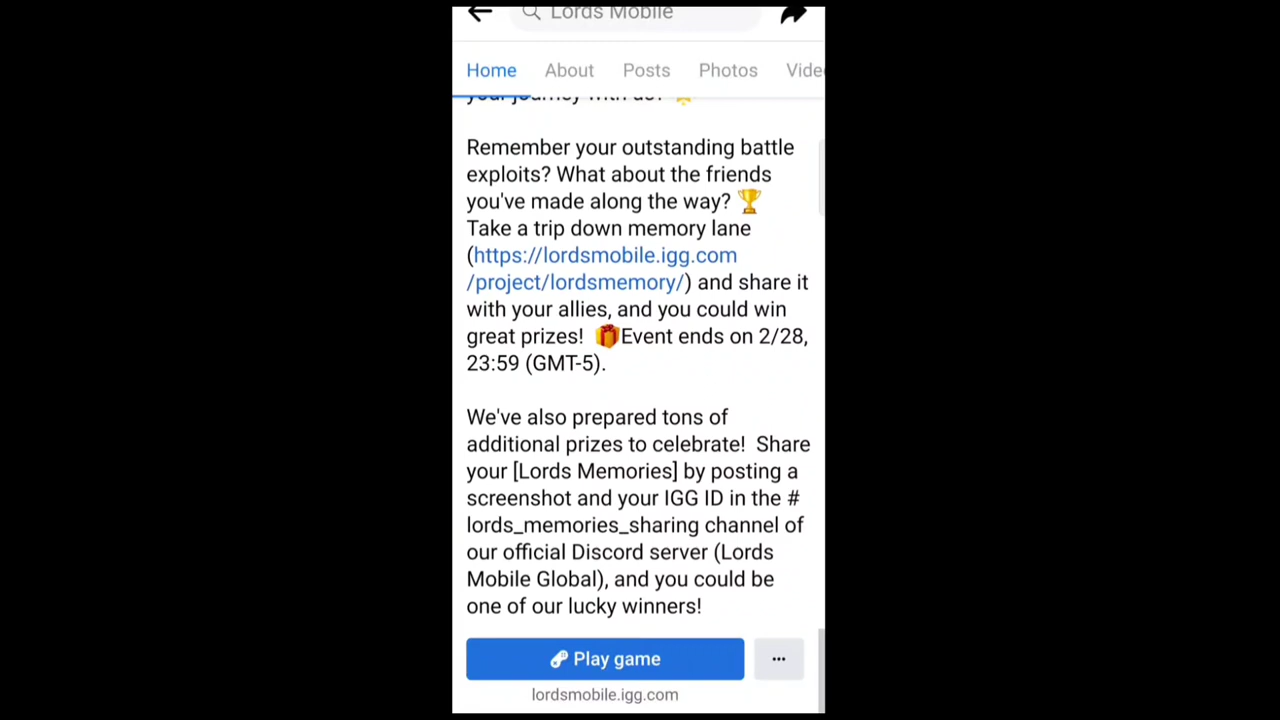 Lords Mobile
Home About Posts Photos Vide
your journey with us?
Remember your outstanding battle
exploits? What about the friends
you've made along the way? 🏆
Take a trip down memory lane
(https://lordsmobile.igg.com
/project/lordsmemory/) and share it
with your allies, and you could win
great prizes! 🎁Event ends on 2/28,
23:59 (GMT-5).
We've also prepared tons of
additional prizes to celebrate! Share
your [Lords Memories] by posting a
screenshot and your IGG ID in the #
lords_memories_sharing channel of
our official Discord server (Lords
Mobile Global), and you could be
one of our lucky winners!
Play game ...
lordsmobile.igg.com